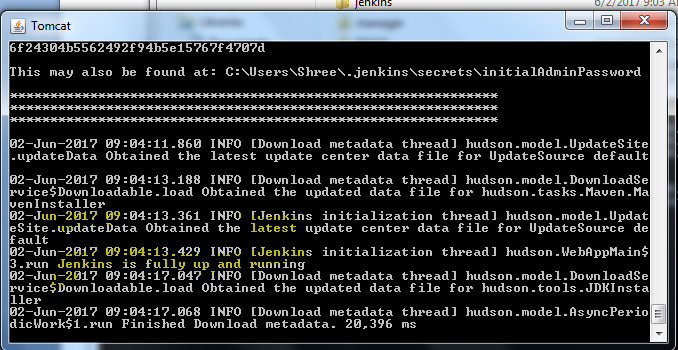 jenkins
6/2/2017 9:03 A
Libraries
manager
Tomcat
6f24304b5562492f94b5e15767f4707d
This may also be found at: C:\Users\Shree\.jenkins\secrets\initialAdminPassword
*************************************************************
*************************************************************
*************************************************************
02-Jun-2017 09:04:11.860 INFO [Download metadata thread] hudson.model.UpdateSite
.updateData Obtained the latest update center data file for UpdateSource default
02-Jun-2017 09:04:13.188 INFO [Download metadata thread] hudson.model.DownloadSe
rvice$Downloadable.load Obtained the updated data file for hudson.tasks.Maven.Ma
venInstaller
02-Jun-2017 09:04:13.361 INFO [Jenkins initialization thread] hudson.model.Updat
eSite.updateData Obtained the latest update center data file for UpdateSource de
fault
02-Jun-2017 09:04:13.429 INFO [Jenkins initialization thread] hudson.WebAppMain$
3.run Jenkins is fully up and running
02-Jun-2017 09:04:17.047 INFO [Download metadata thread] hudson.model.DownloadSe
rvice$Downloadable.load Obtained the updated data file for hudson.tools.JDKInsta
ller
02-Jun-2017 09:04:17.068 INFO [Download metadata thread] hudson.model.AsyncPerio
dicWork$1.run Finished Download metadata. 20,396 ms